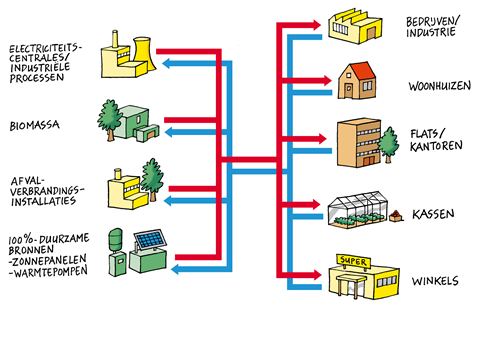 ELECTRICITEITS-
CENTRALES/
INDUSTRIËLE
PROCESSEN
BIOMASSA
AFVAL-
VERBRANDINGS-
INSTALLATIES
100%-DUURZAME
BRONNEN
-ZONNEPANELEN
-WARMTEPOMPEN
BEDRIJVEN/
INDUSTRIE
WOONHUIZEN
FLATS/
KANTOREN
KASSEN
SUPER
WINKELS